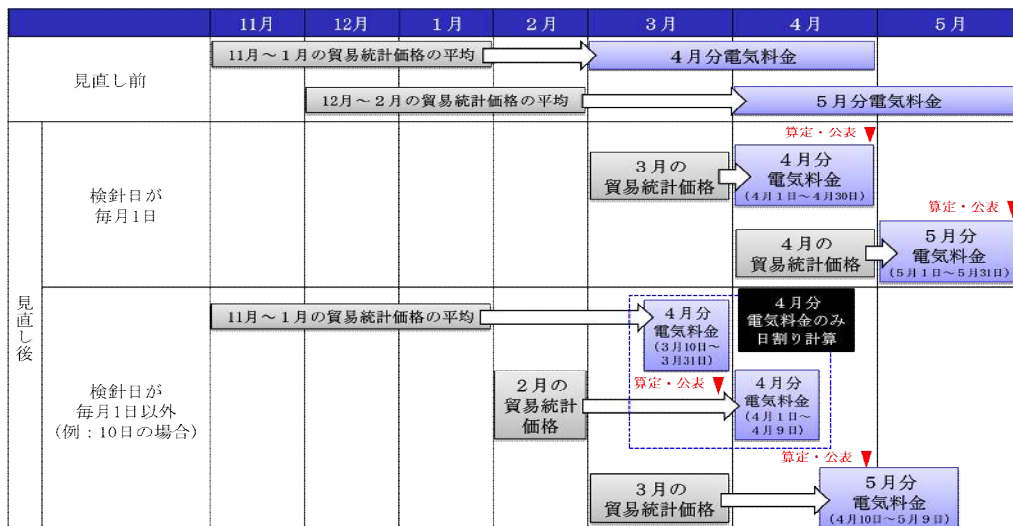 11月 12月 1月 2月 3月 4月 5月
見直し前
11月～1月の貿易統計価格の平均
4月分電気料金
12月～2月の貿易統計価格の平均
5月分電気料金
見直し後
検針日が
毎月1日
算定・公表
3月の
貿易統計価格
4月分
電気料金
(4月1日～4月30日)
算定・公表
4月の
貿易統計価格
5月分
電気料金
(5月1日～5月31日)
検針日が
毎月1日以外
(例：10日の場合)
11月～1月の貿易統計価格の平均
4月分
電気料金
(3月10日～
3月31日)
4月分
電気料金のみ
日割り計算
2月の
貿易統計
価格
算定・公表
4月分
電気料金
(4月1日～
4月9日)
算定・公表
3月の
貿易統計価格
5月分
電気料金
(4月10日～5月9日)